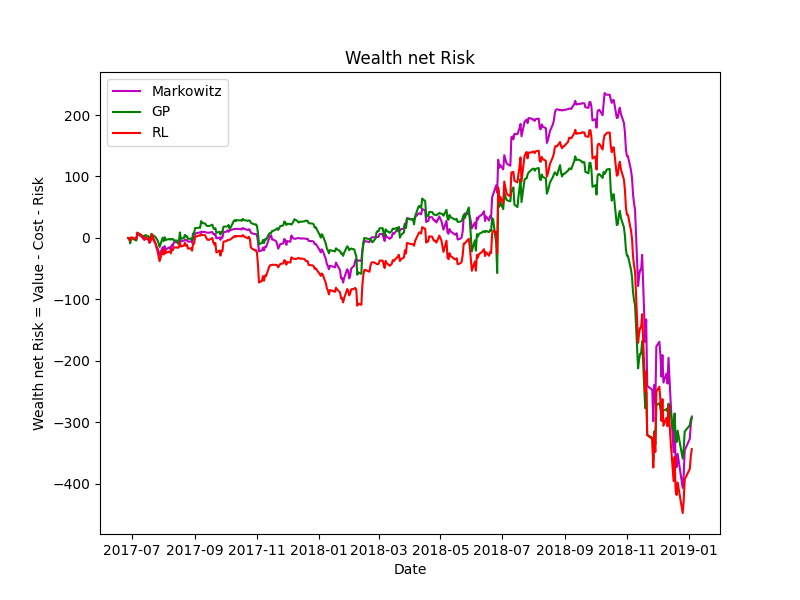 Wealth net Risk
Markowitz
GP
RL
200
100
0
−100
−200
−300
−400
Wealth net Risk = Value - Cost - Risk
2017-07 2017-09 2017-11 2018-01 2018-03 2018-05 2018-07 2018-09 2018-11 2019-01
Date